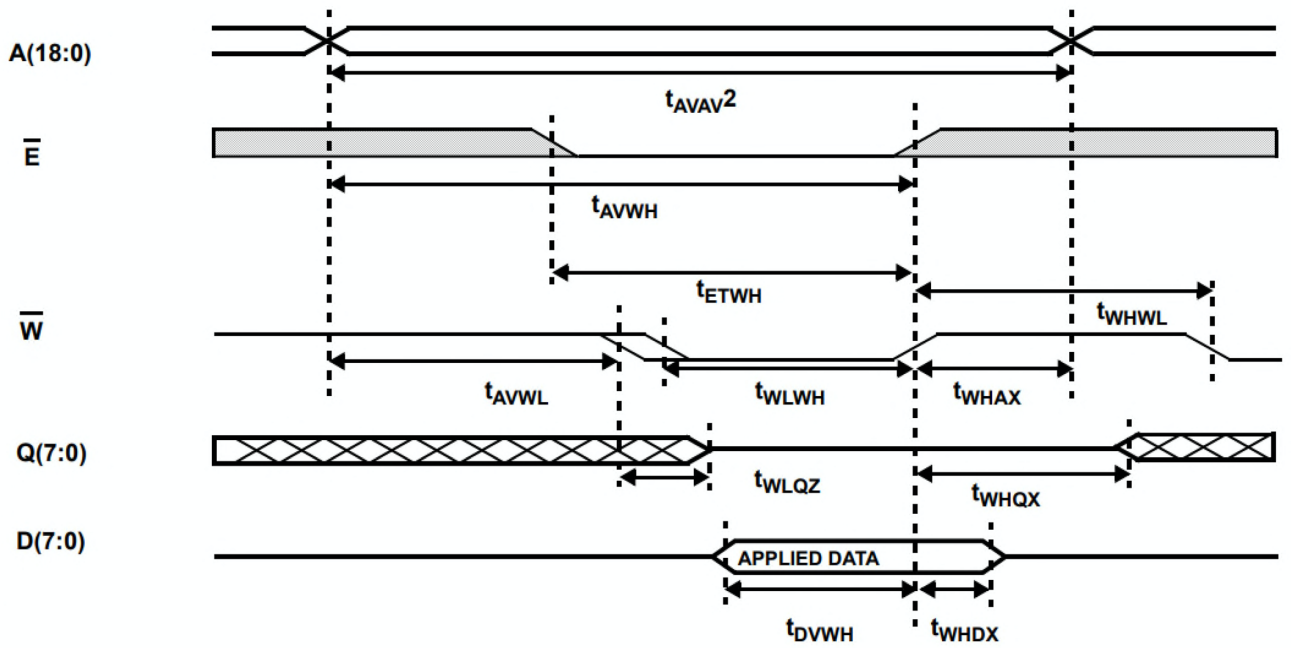 A(18:0)
tAVAV2
E
tAVWH
tETWH
tWHWL
W
tAVWL
tWLWH
tWHAX
Q(7:0)
tWLQZ
tWHQX
D(7:0)
APPLIED DATA
tDVWH
tWHDX